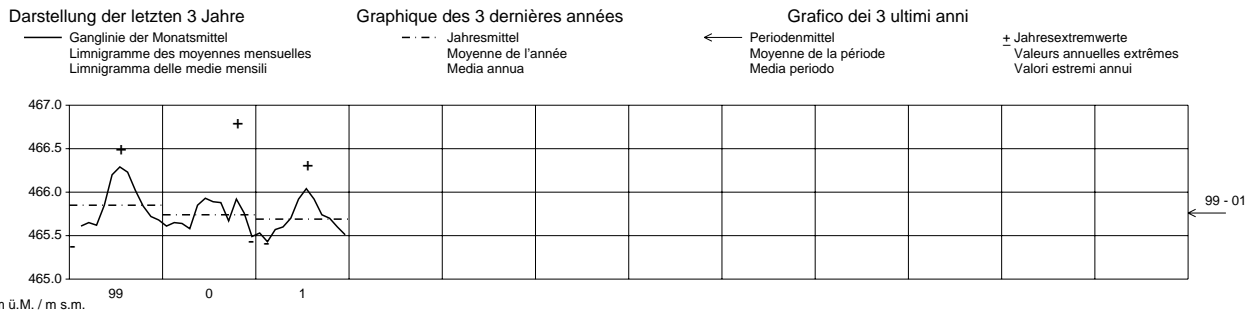 Darstellung der letzten 3 Jahre
Graphique des 3 dernières années
Grafico dei 3 ultimi anni
Ganglinie der Monatsmittel
Limnigramme des moyennes mensuelles
Limnigramma delle medie mensili
Jahresmittel
Moyenne de l'année
Media annua
Periodenmittel
Moyenne de la période
Media periodo
+ Jahresextremwerte
- Valeurs annuelles extrêmes
Valori estremi annui
467.0
466.5
466.0
465.5
465.0
99 - 01
99 0 1
m ü.M. / m s.m.